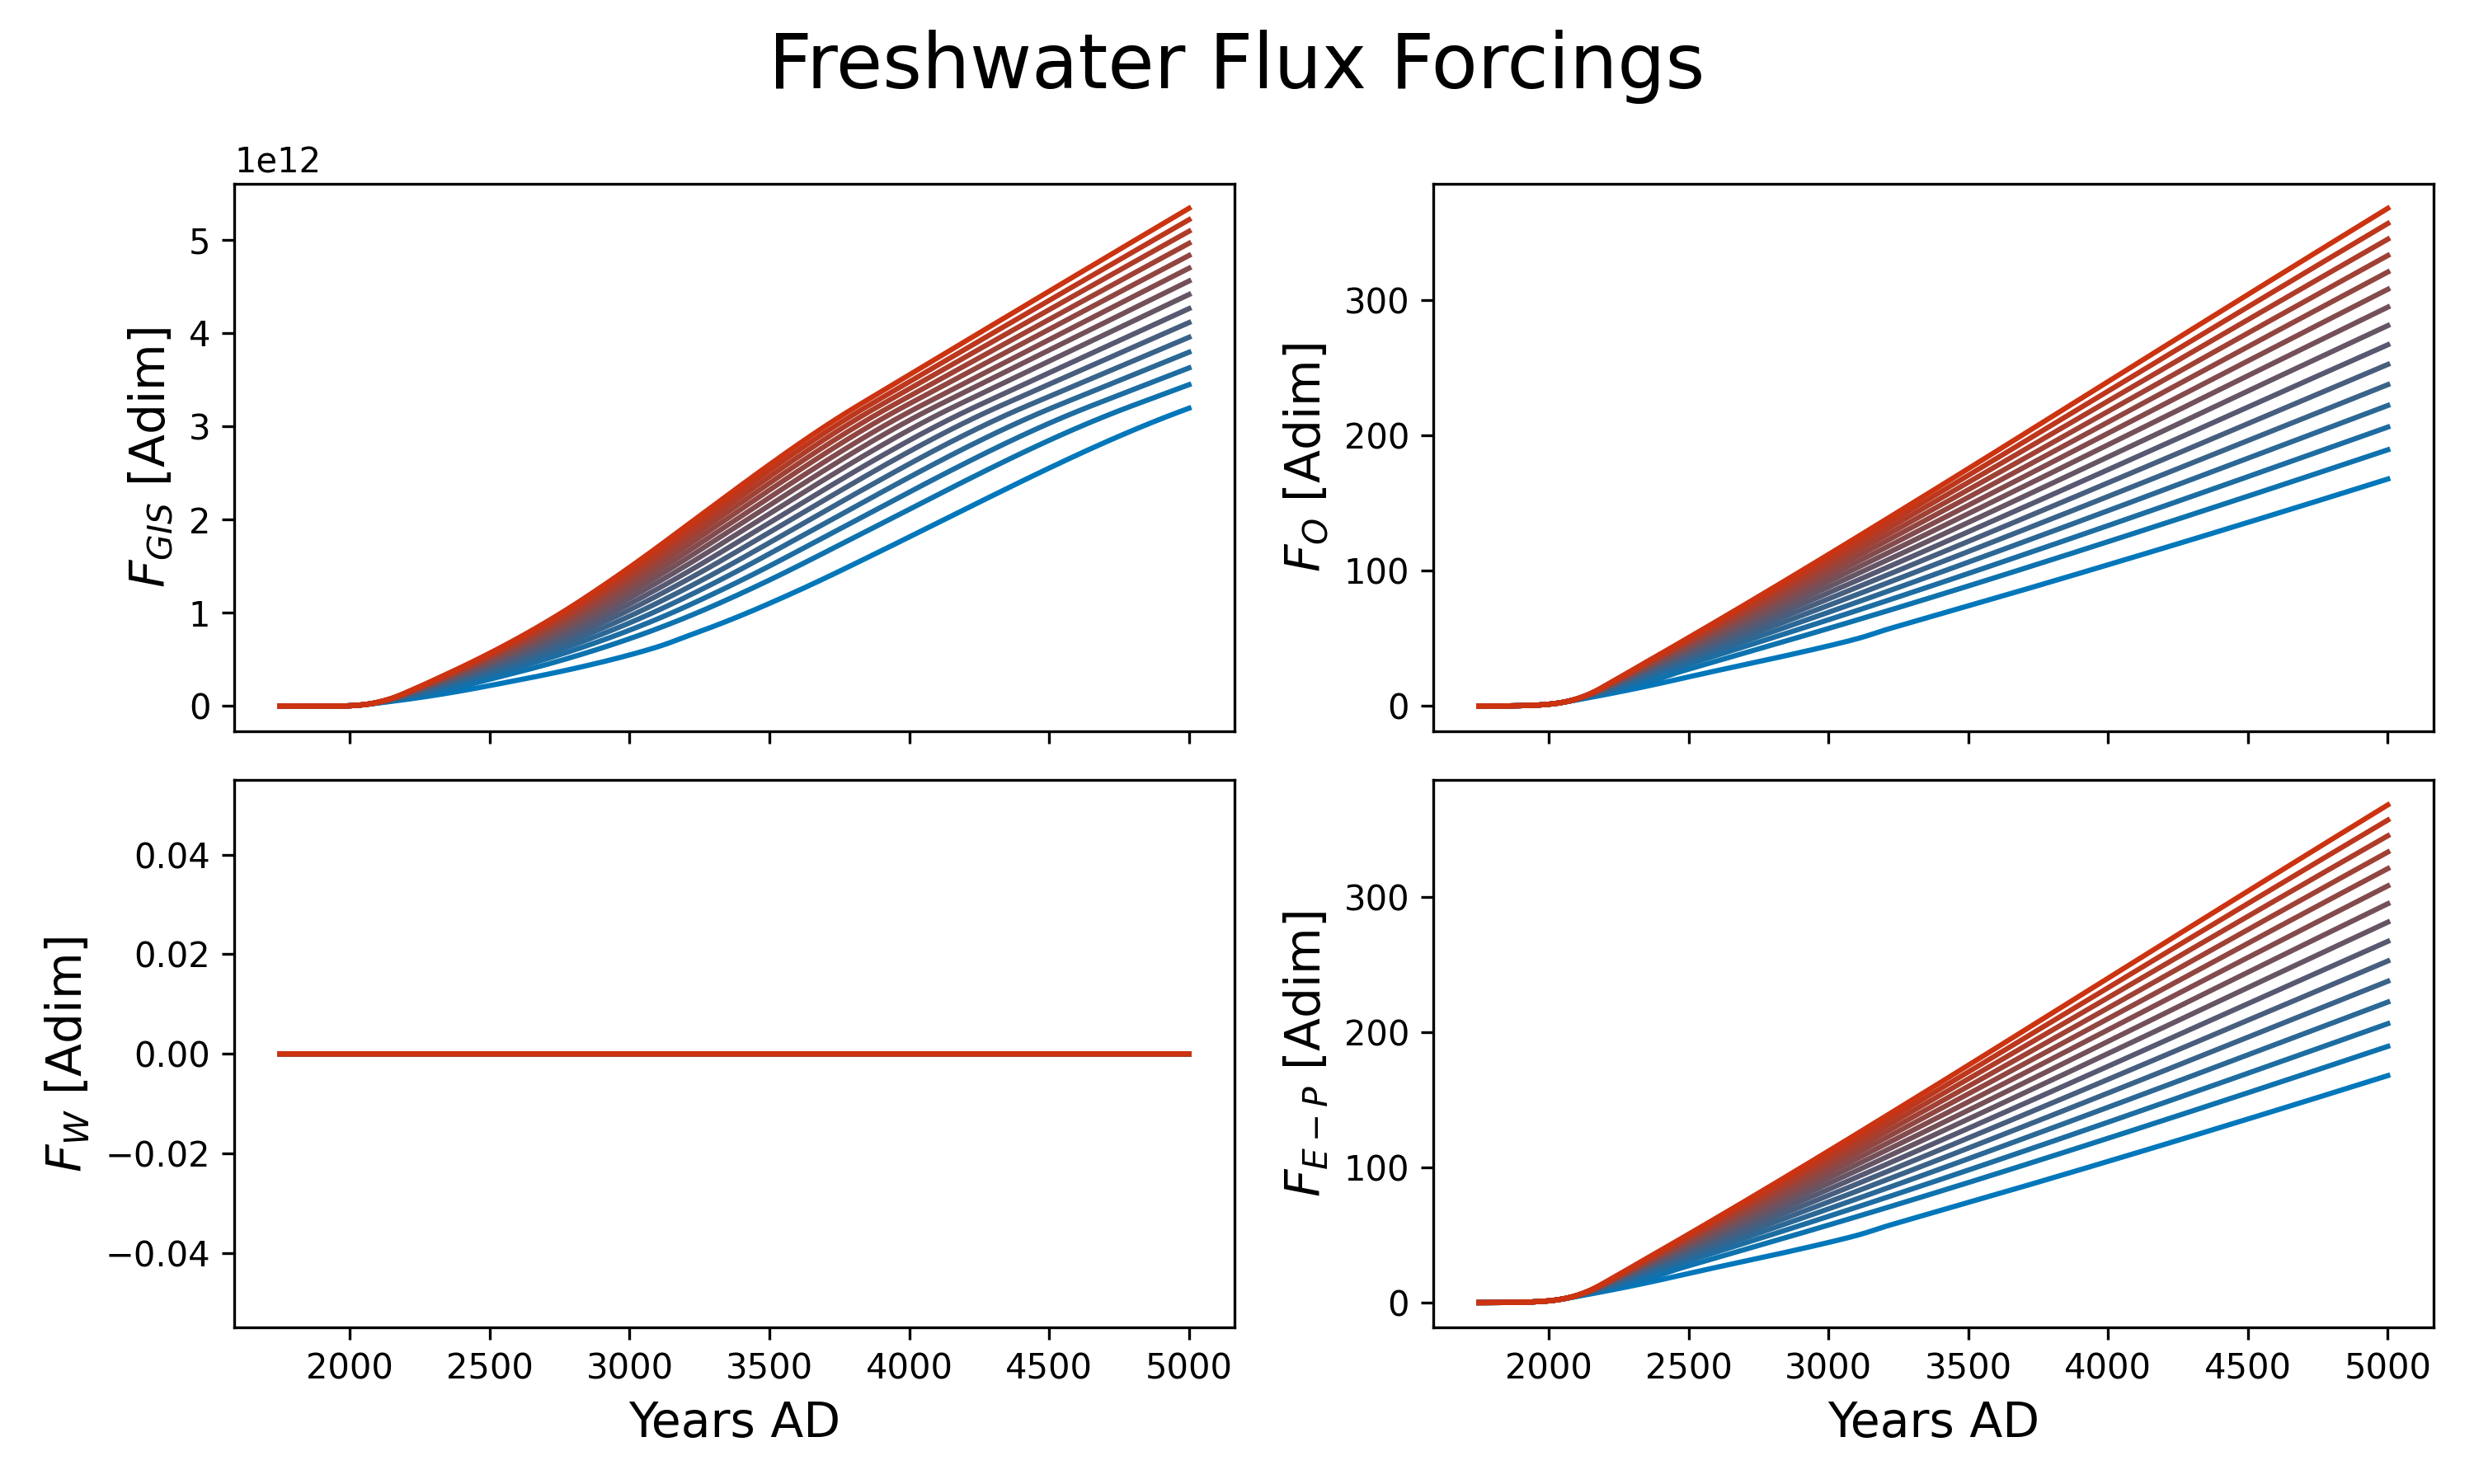 Freshwater Flux Forcings
1e12
F_GIS [Adim]
5
4
3
2
1
0
F_O [Adim]
300
200
100
0
F_W [Adim]
0.04
0.02
0.00
−0.02
−0.04
2000 2500 3000 3500 4000 4500 5000
Years AD
F_E−P [Adim]
300
200
100
0
2000 2500 3000 3500 4000 4500 5000
Years AD